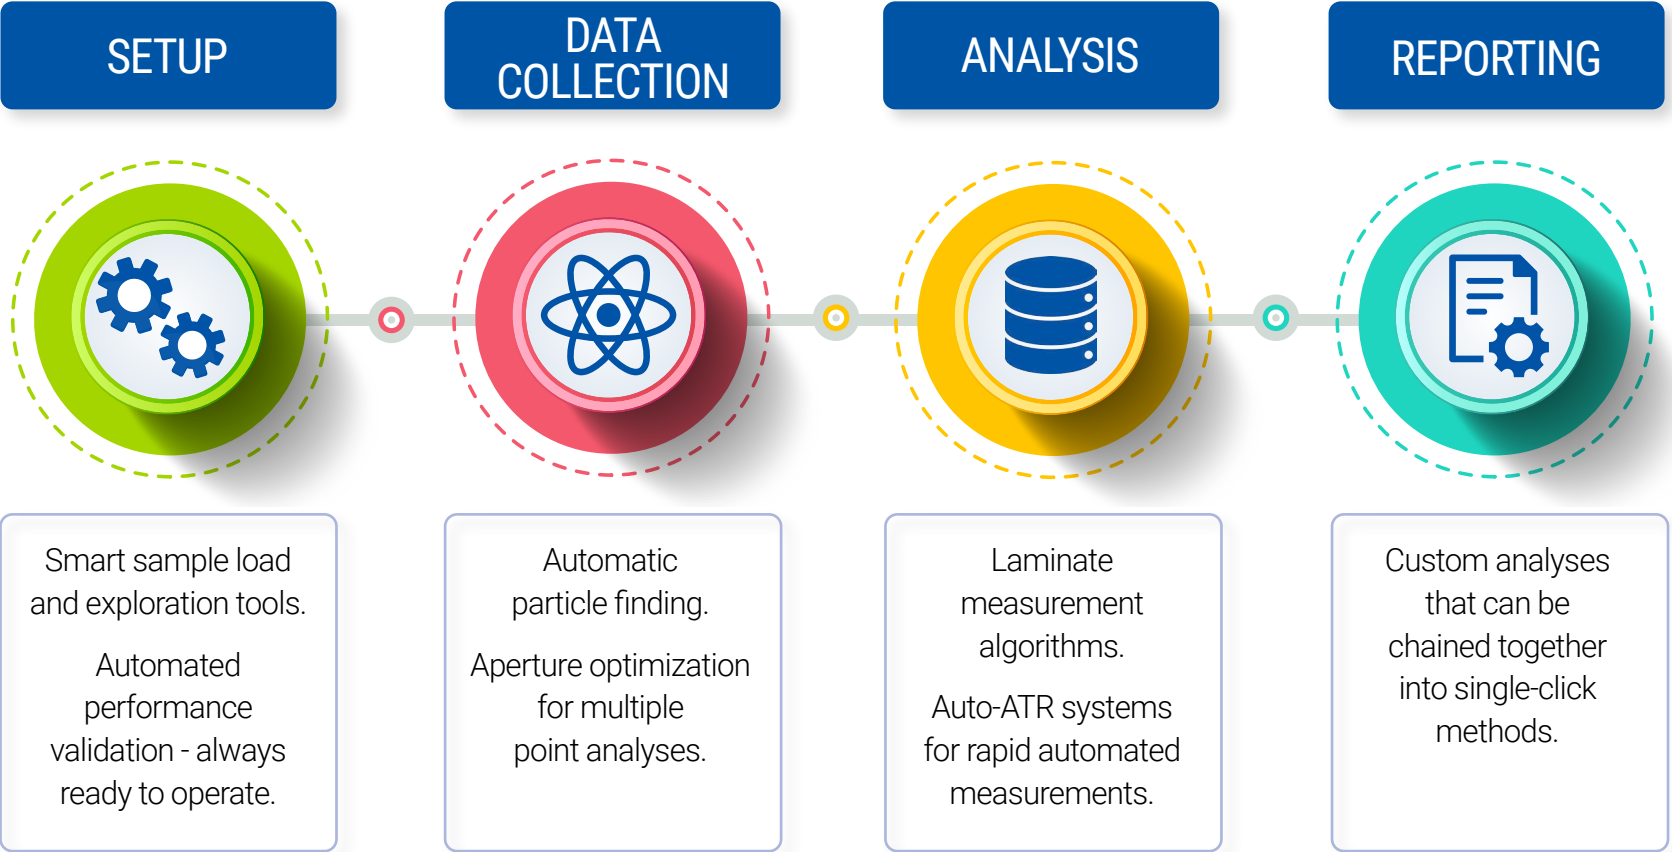 SETUP
DATA
COLLECTION
ANALYSIS
REPORTING
Smart sample load
and exploration tools.
Automated
performance
validation - always
ready to operate.
Automatic
particle finding.
Aperture optimization
for multiple
point analyses.
Laminate
measurement
algorithms.
Auto-ATR systems
for rapid automated
measurements.
Custom analyses
that can be
chained together
into single-click
methods.